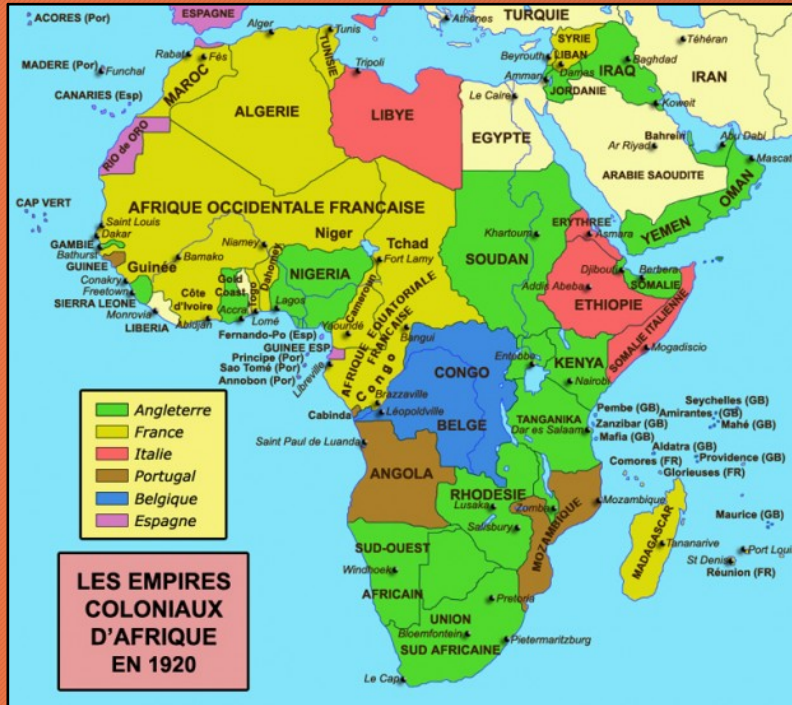 ACORES (Por)
ESPAGNE
Alger
Tunis
Athènes
TURQUIE
Téhéran
MADERE (Por)
Funchal
Rabat
Fès
TUNISIE
Tripoli
SYRIE
Beyrouth
LIBAN
Damas
IRAQ
Baghdad
IRAN
MAROC
Amman
JORDANIE
CANARIES (Esp)
ALGERIE
LIBYE
Le Caire
Koweit
EGYPTE
Bahrein
Abu Dabi
RIO de ORO
Ar Riyad
Mascat
ARABIE SAOUDITE
OMAN
CAP VERT
AFRIQUE OCCIDENTALE FRANCAISE
YEMEN
Saint Louis
Dakar
Niger
ERYTHREE
Khartoum
Asmara
GAMBIE
Bathurst
Niamey
Tchad
SOUDAN
GUINEE
Guinée
Bamako
Fort Lamy
Djibouti
Berbera
SOMALIE
Conakry
Freetown
Dahomey
NIGERIA
Addis Abeba
ETHIOPIE
SIERRA LEONE
Côte
d'Ivoire
Gold
Coast
Togo
Cameroun
Monrovia
LIBERIA
Abidjan
Accra
Lomé
Lagos
Yaoundé
AFRIQUE EQUATORIALE
FRANCAISE
Bangui
SOMALIE ITALIENNE
Fernando-Po (Esp)
GUINEE ESP
Principe (Por)
Sao Tomé (Por)
Annobon (Por)
Libreville
Congo
CONGO
BELGE
Entebbe
KENYA
Mogadiscio
Nairobi
Brazzaville
Cabinda
Léopoldville
TANGANIKA
Dar es Salaam
Pembe (GB)
Zanzibar (GB)
Mafia (GB)
Seychelles (GB)
Amirantes (GB)
Mahé (GB)
Saint Paul de Luanda
Aldatra (GB)
Providence (GB)
Comores (FR)
Glorieuses (FR)
ANGOLA
RHODESIE
Lusaka
Zomba
Mozambique
MOZAMBIQUE
Salisbury
MADAGASCAR
Tananarive
Maurice (GB)
Port Louis
St Denis
Réunion (FR)
SUD-OUEST
AFRICAIN
Windhoek
UNION
SUD AFRICAINE
Pretoria
Bloemfontein
Pietermaritzburg
Le Cap
Angleterre
France
Italie
Portugal
Belgique
Espagne
LES EMPIRES
COLONIAUX
D'AFRIQUE
EN 1920